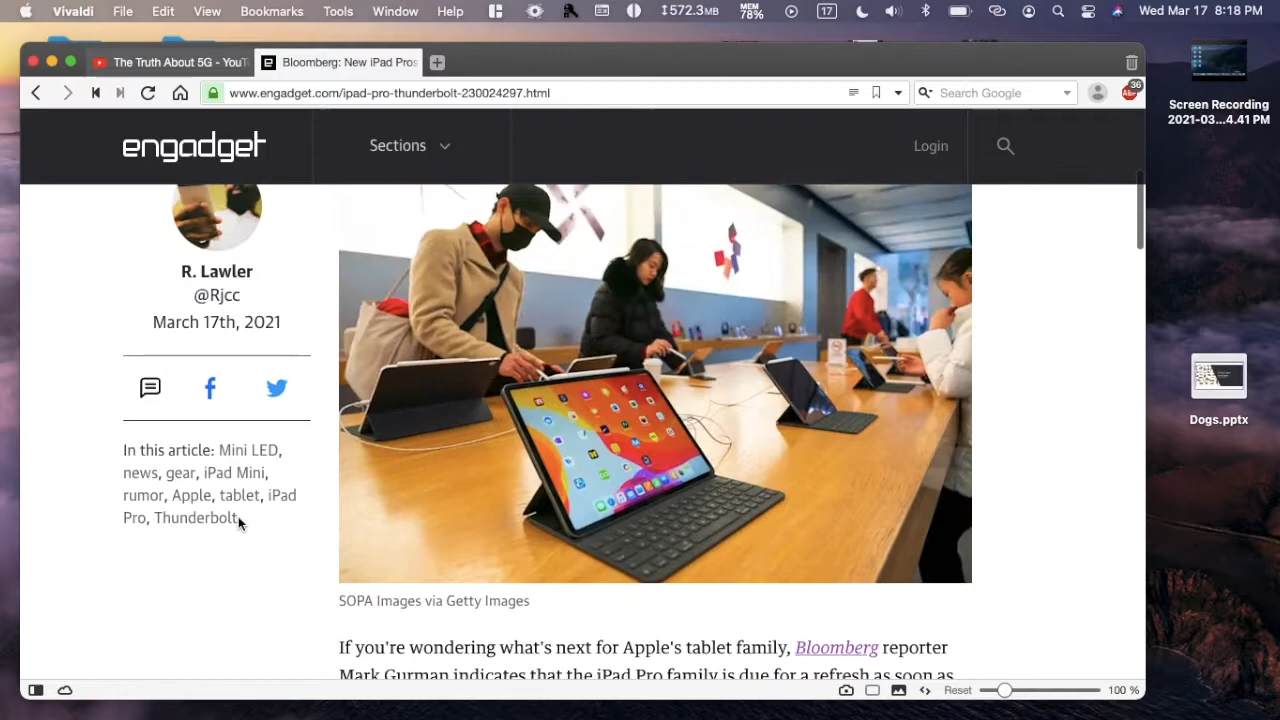 Vivaldi File Edit View Bookmarks Tools Window Help 572.3MB MEM 78% 17 Wed Mar 17 8:18 PM
The Truth About 5G - YouT
Bloomberg: New iPad Pros
www.engadget.com/ipad-pro-thunderbolt-230024297.html
Search Google
36
Screen Recording
2021-03...4.41 PM
engadget
Sections
Login
R. Lawler
@Rjcc
March 17th, 2021
In this article: Mini LED,
news, gear, iPad Mini,
rumor, Apple, tablet, iPad
Pro, Thunderbolt
Dogs.pptx
SOPA Images via Getty Images
If you're wondering what's next for Apple's tablet family, Bloomberg reporter
Mark Gurman indicates that the iPad Pro family is due for a refresh as soon as
Reset 100 %